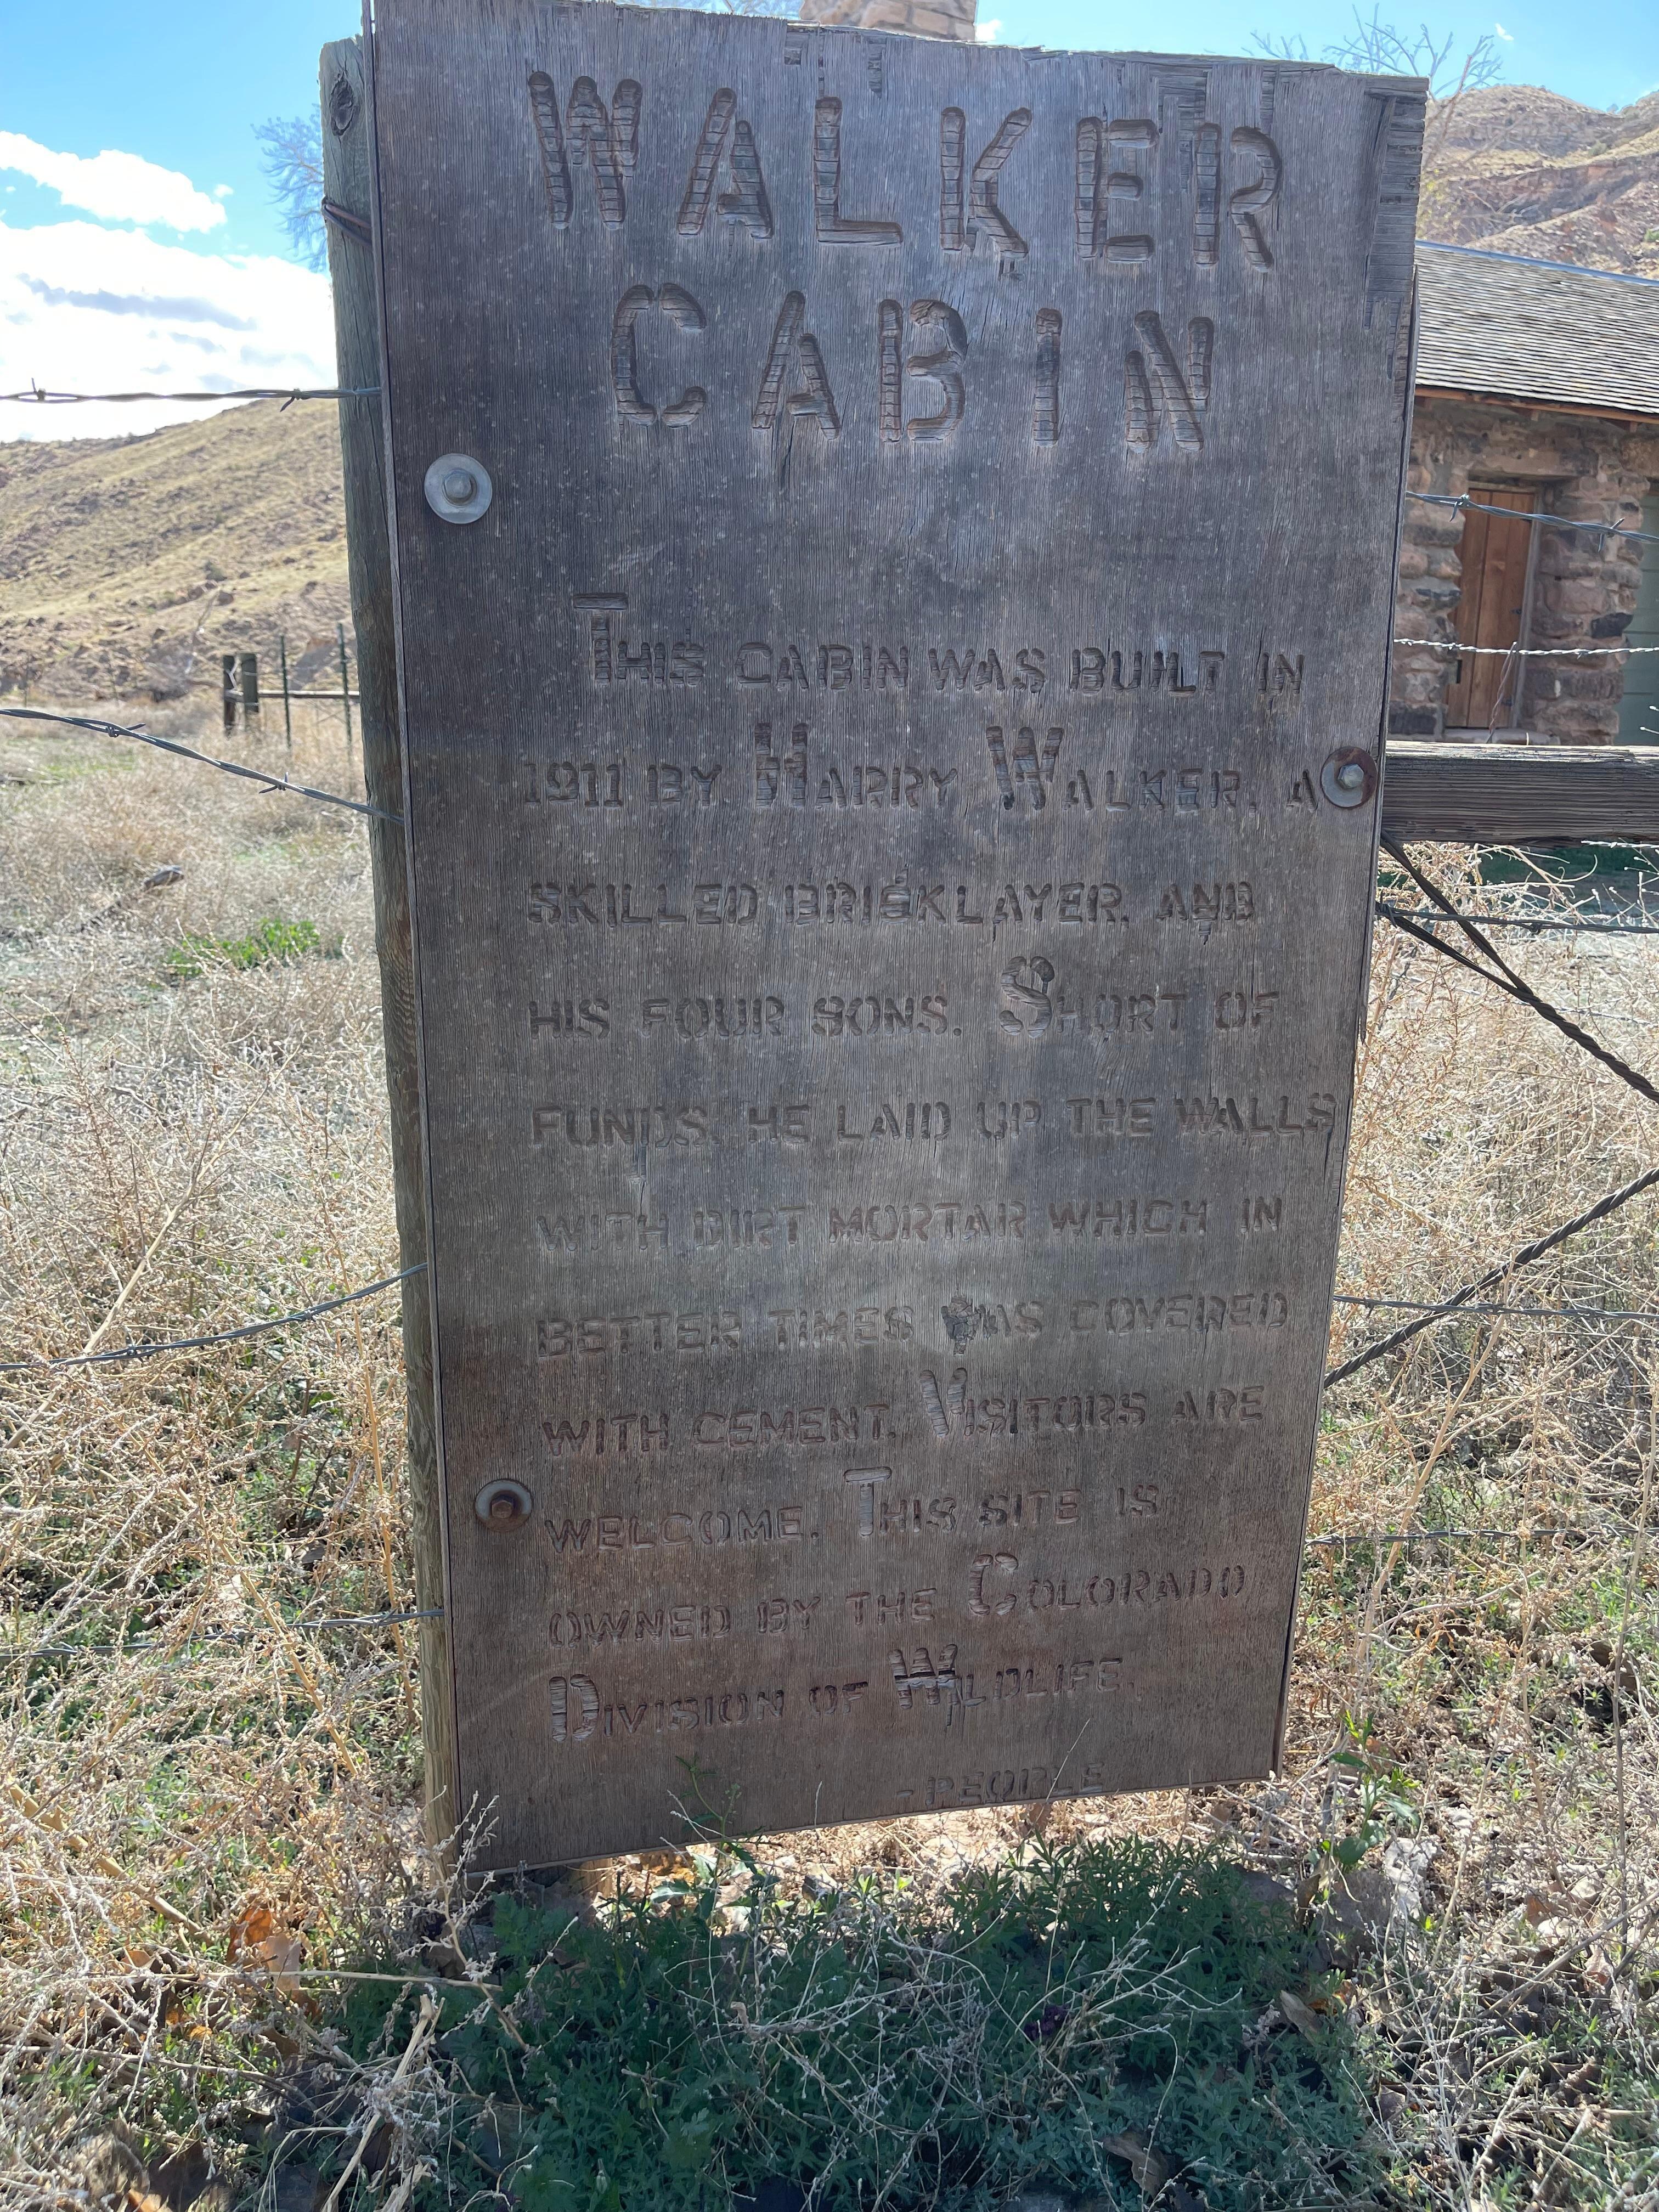 WALKER
CABIN
THIS CABIN WAS BUILT IN
1911 BY HARRY WALKER, A
SKILLED BRICKLAYER, AND
HIS FOUR SONS. SHORT OF
FUNDS, HE LAID UP THE WALLS
WITH DIRT MORTAR WHICH IN
BETTER TIMES WAS COVERED
WITH CEMENT. VISITORS ARE
WELCOME. THIS SITE IS
OWNED BY THE COLORADO
DIVISION OF WILDLIFE.
-PEOPLE